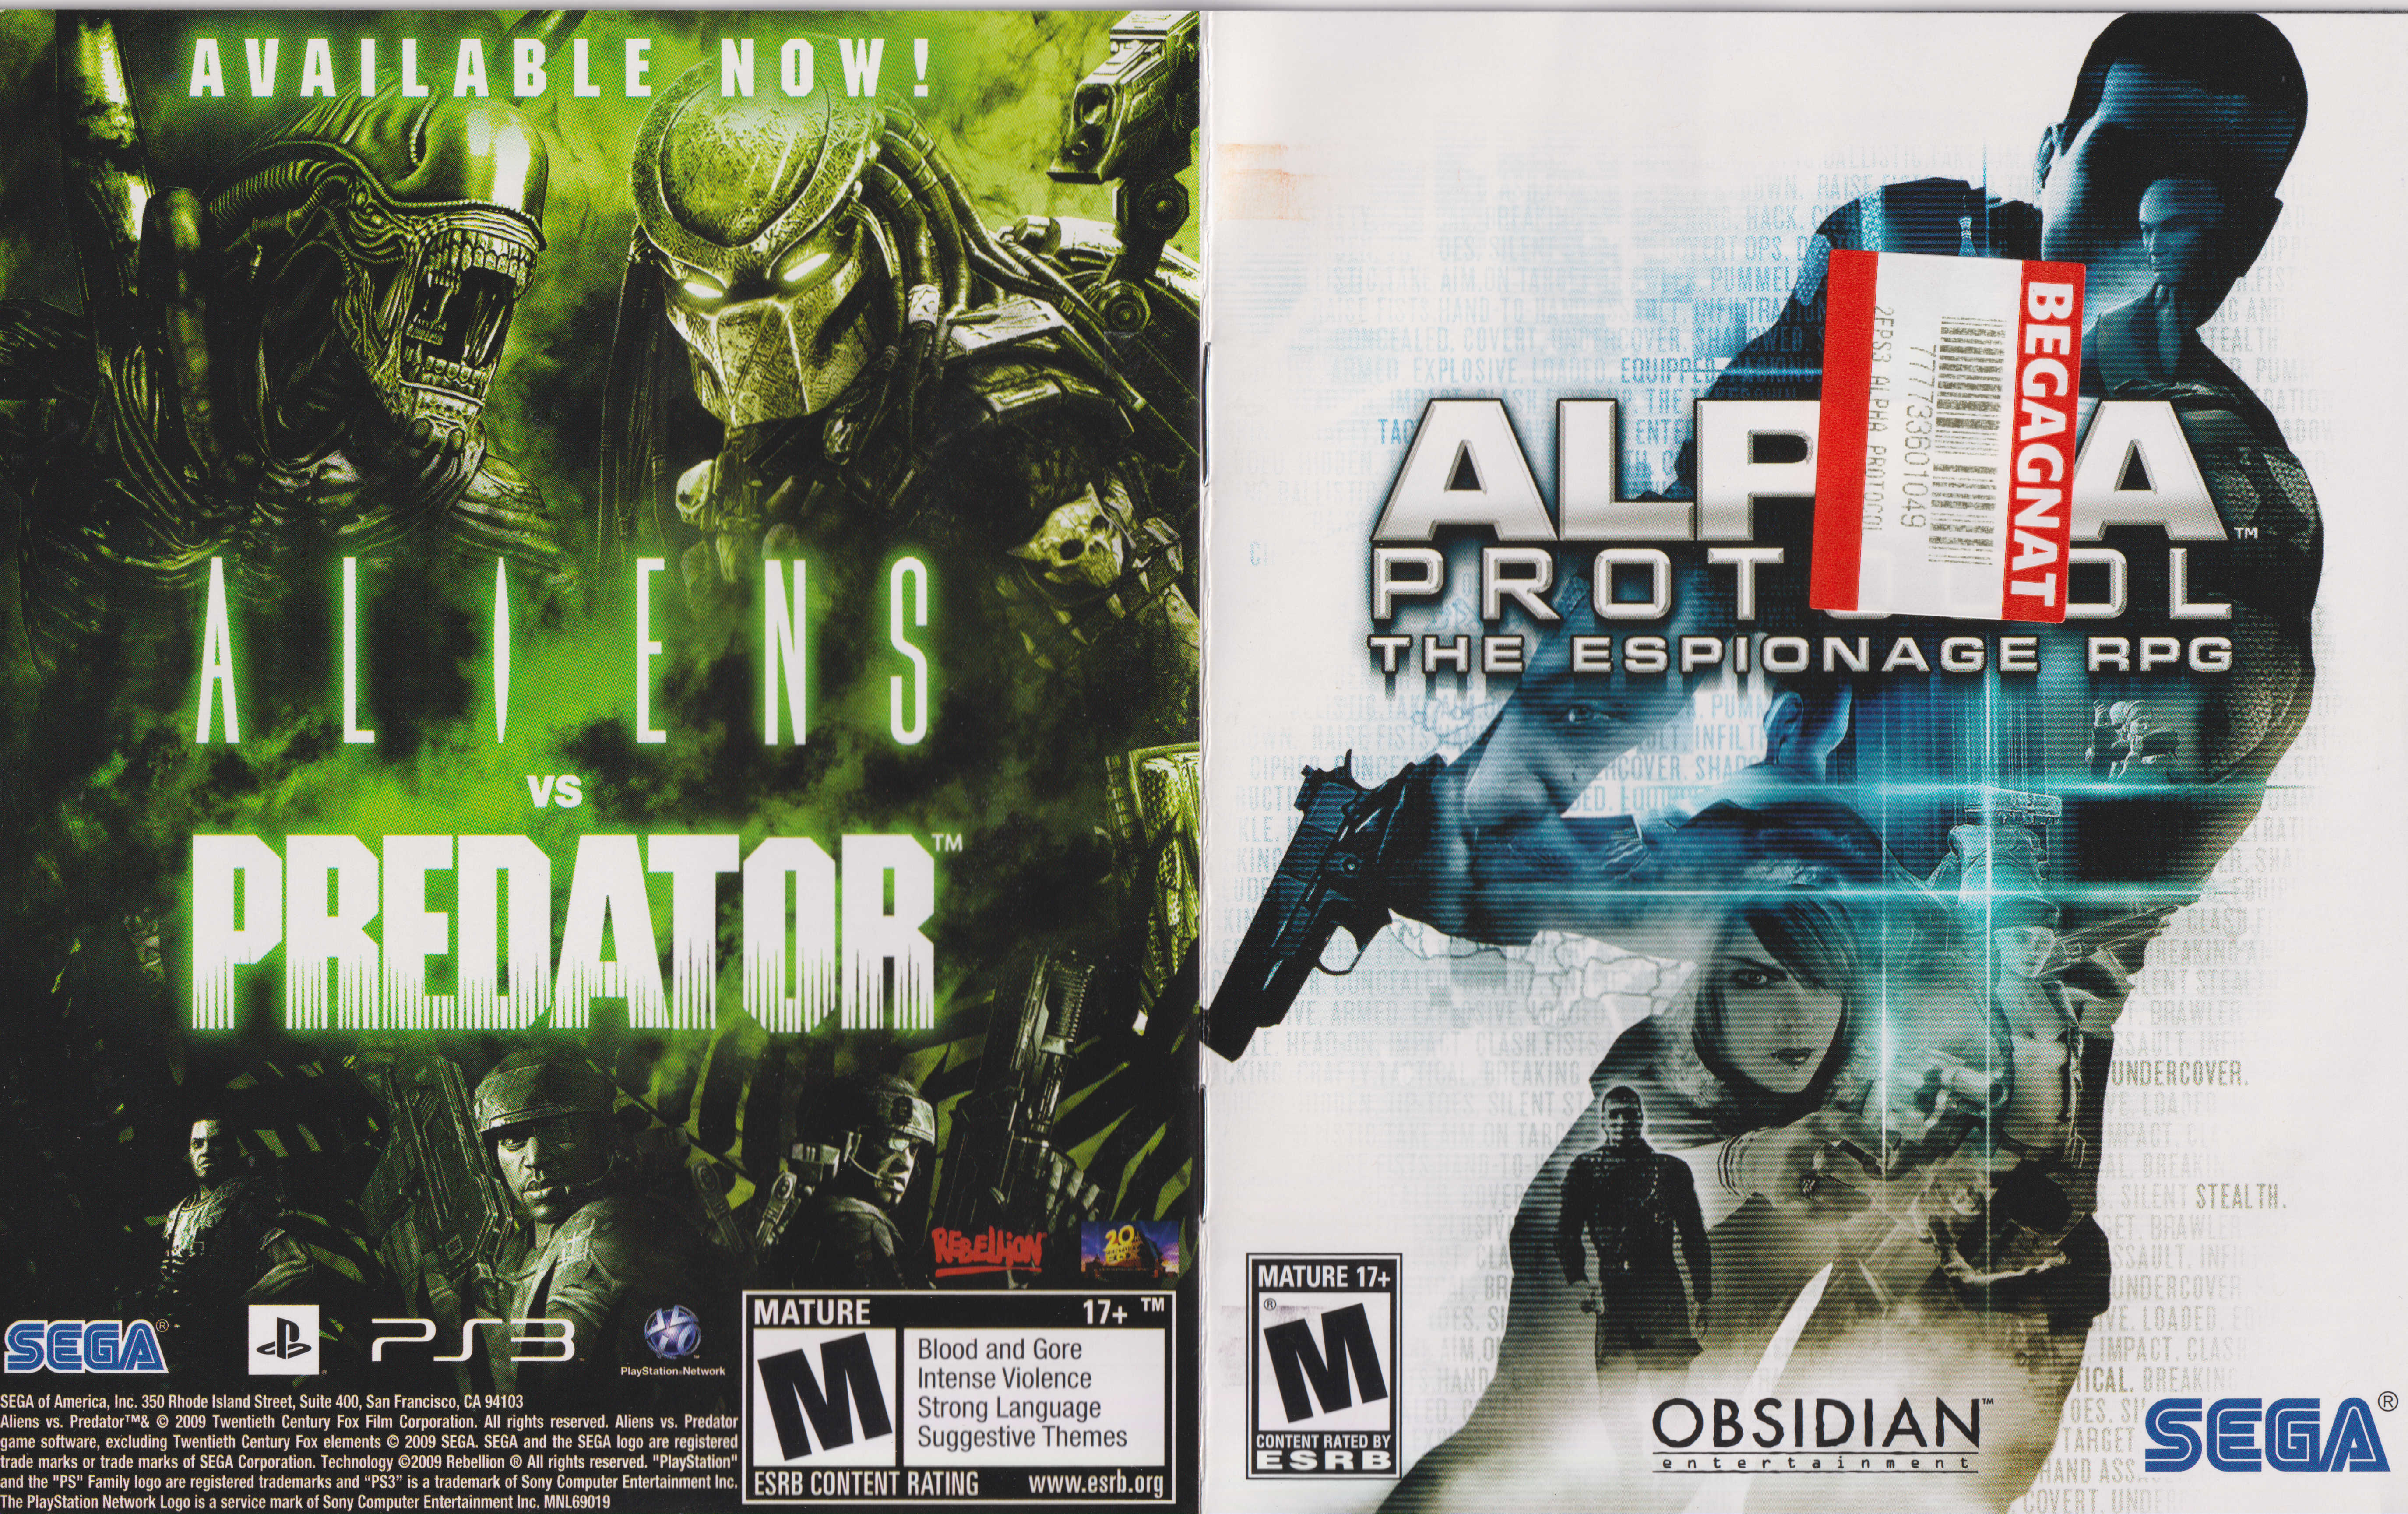 AVAILABLE NOW!
ALIENS
VS
PREDATOR™
REBELLION
20
SEGA®
PS3
PlayStation®Network
MATURE 17+ ™
M
Blood and Gore
Intense Violence
Strong Language
Suggestive Themes
ESRB CONTENT RATING www.esrb.org
SEGA of America, Inc. 350 Rhode Island Street, Suite 400, San Francisco, CA 94103
Aliens vs. Predator™& © 2009 Twentieth Century Fox Film Corporation. All rights reserved. Aliens vs. Predator
game software, excluding Twentieth Century Fox elements © 2009 SEGA. SEGA and the SEGA logo are registered
trade marks or trade marks of SEGA Corporation. Technology ©2009 Rebellion ® All rights reserved. "PlayStation"
and the "PS" Family logo are registered trademarks and “PS3” is a trademark of Sony Computer Entertainment Inc.
The PlayStation Network Logo is a service mark of Sony Computer Entertainment Inc. MNL69019
BEGAGNAT
7777733601049
2FPS3 ALPHA PROTOCOL
ALP A™
PROTOCOL
THE ESPIONAGE RPG
UNDERCOVER.
STEALTH.
MATURE 17+
®
M
CONTENT RATED BY
ESRB
OBSIDIAN™
entertainment
SEGA®